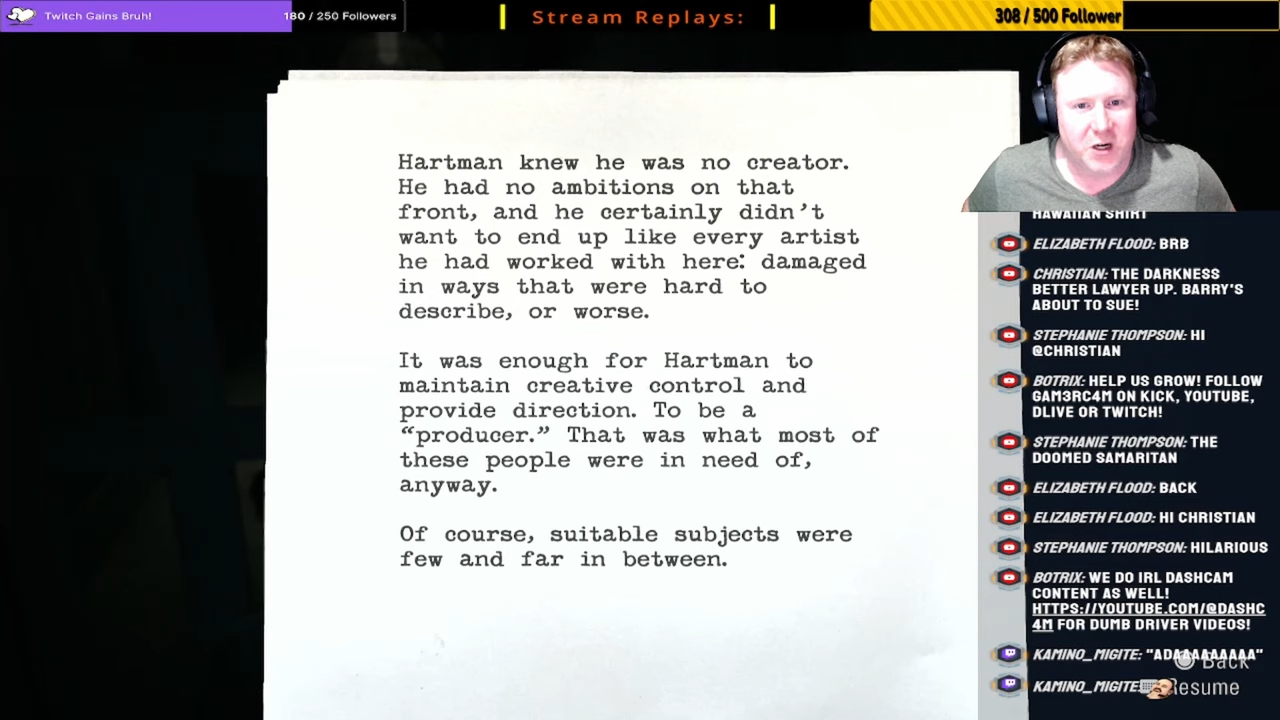 Twitch Gains Bruh!
180 / 250 Followers
Stream Replays:
308 / 500 Follower
Hartman knew he was no creator.
He had no ambitions on that
front, and he certainly didn't
want to end up like every artist
he had worked with here: damaged
in ways that were hard to
describe, or worse.
It was enough for Hartman to
maintain creative control and
provide direction. To be a
“producer.” That was what most of
these people were in need of,
anyway.
Of course, suitable subjects were
few and far in between.
HAWAIIAN SHIRT
ELIZABETH FLOOD: BRB
CHRISTIAN: THE DARKNESS
BETTER LAWYER UP. BARRY'S
ABOUT TO SUE!
STEPHANIE THOMPSON: HI
@CHRISTIAN
BOTRIX: HELP US GROW! FOLLOW
GAM3RC4M ON KICK, YOUTUBE,
DLIVE OR TWITCH!
STEPHANIE THOMPSON: THE
DOOMED SAMARITAN
ELIZABETH FLOOD: BACK
ELIZABETH FLOOD: HI CHRISTIAN
STEPHANIE THOMPSON: HILARIOUS
BOTRIX: WE DO IRL DASHCAM
CONTENT AS WELL!
HTTPS://YOUTUBE.COM/@DASHC
4M FOR DUMB DRIVER VIDEOS!
KAMINO_MIGITE: "ADAAAAAAAAA"
Back
KAMINO_MIGITE:
Resume